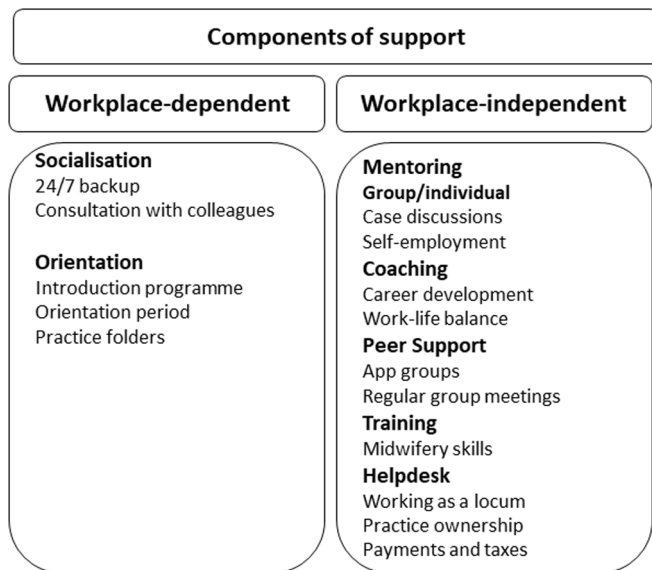 Components of support
Workplace-dependent
Workplace-independent
Socialisation
24/7 backup
Consultation with colleagues
Orientation
Introduction programme
Orientation period
Practice folders
Mentoring
Group/individual
Case discussions
Self-employment
Coaching
Career development
Work-life balance
Peer Support
App groups
Regular group meetings
Training
Midwifery skills
Helpdesk
Working as a locum
Practice ownership
Payments and taxes